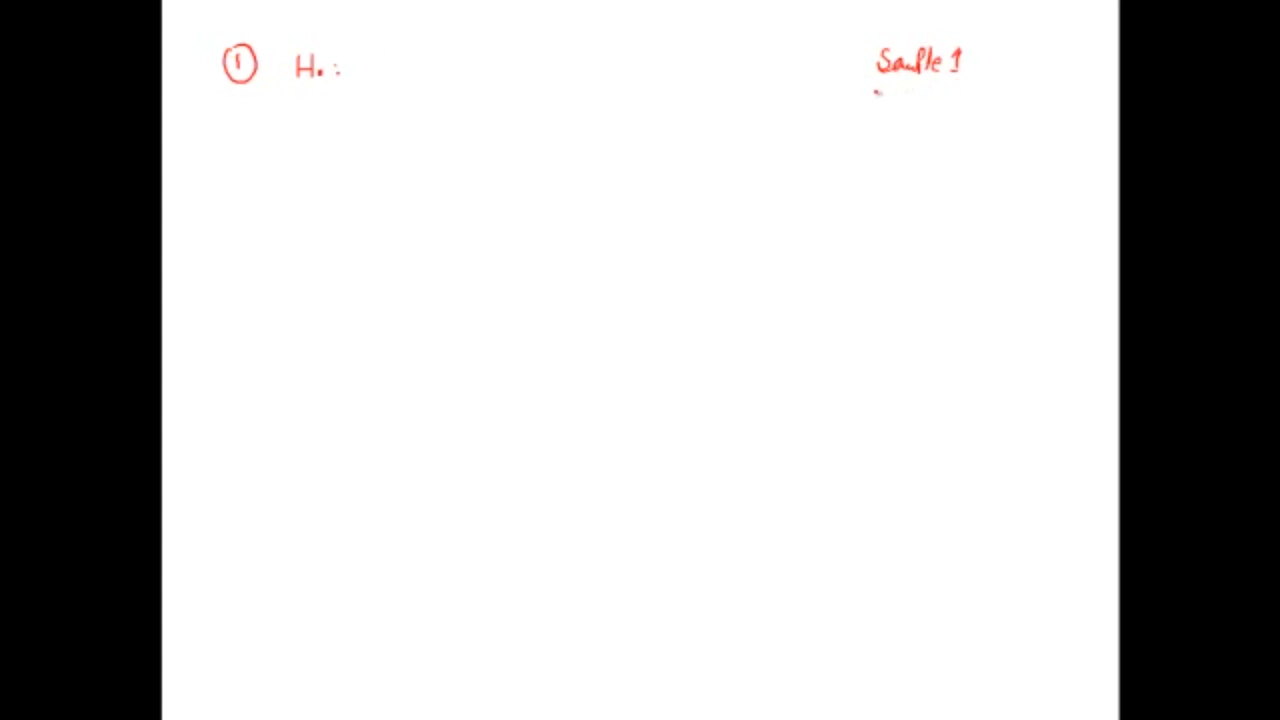 ① H₀ :
Sample 1